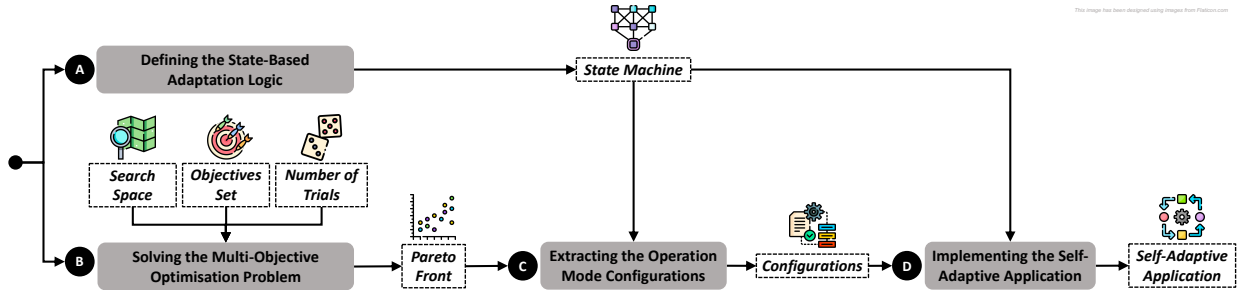 This image has been designed using images from Flaticon.com
A
Defining the State-Based
Adaptation Logic
State Machine
Search
Space
Objectives
Set
Number of
Trials
B
Solving the Multi-Objective
Optimisation Problem
Pareto
Front
C
Extracting the Operation
Mode Configurations
Configurations
D
Implementing the Self-
Adaptive Application
Self-Adaptive
Application